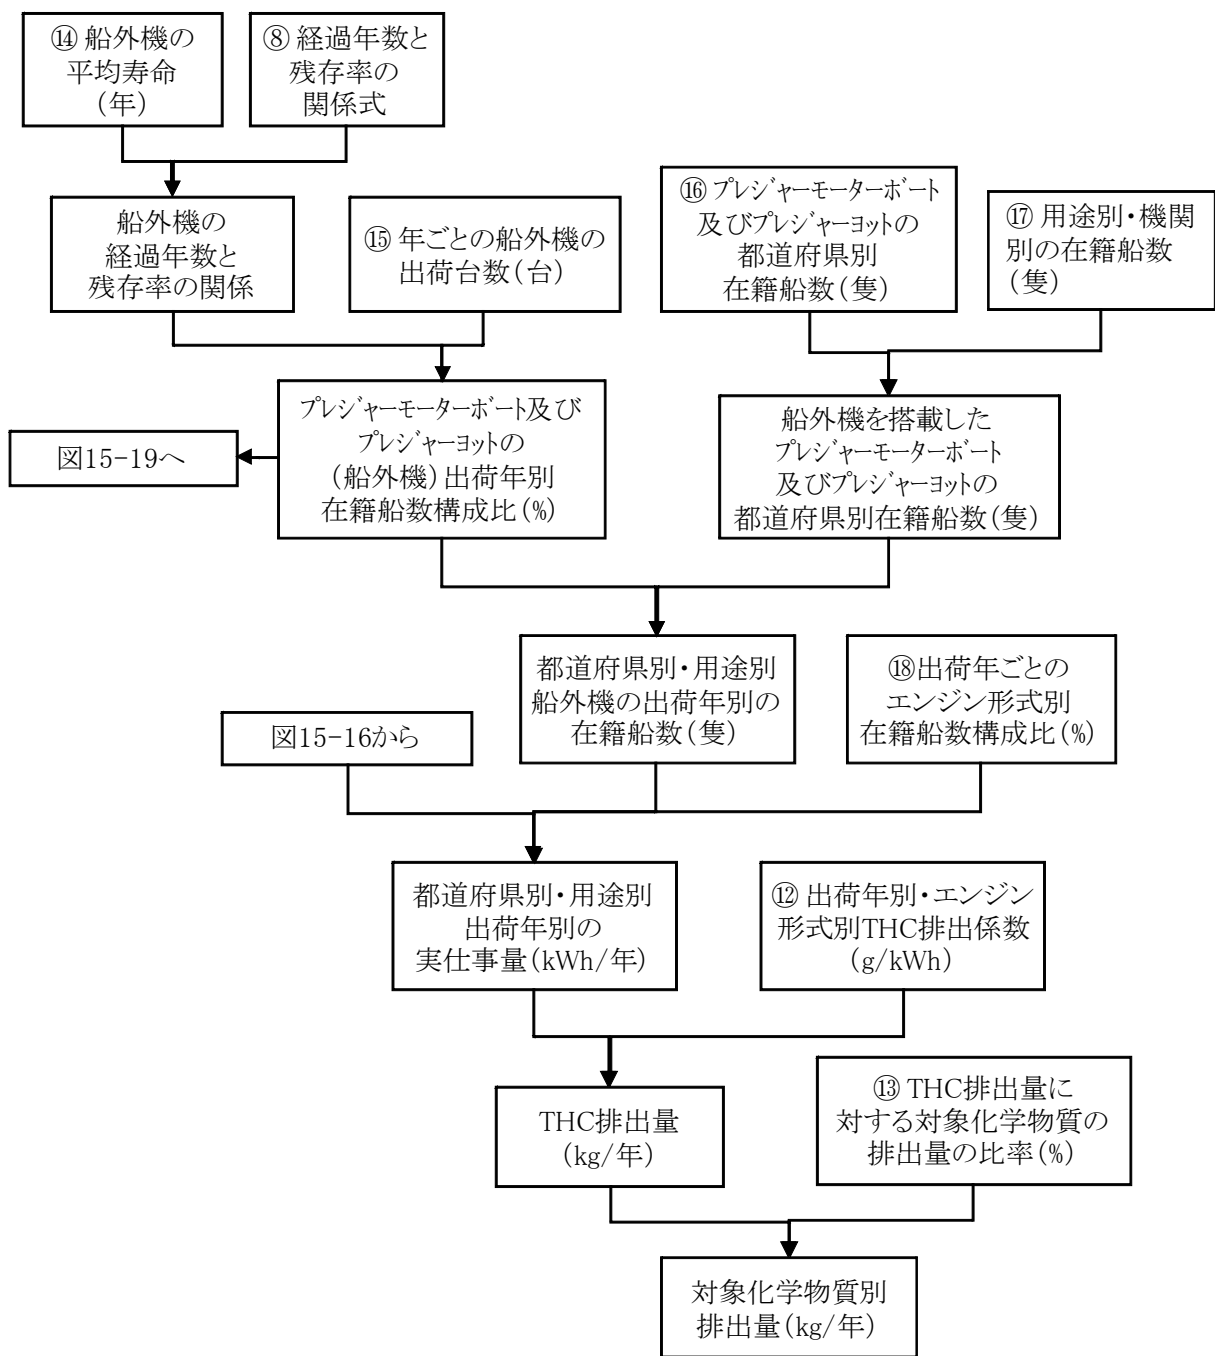 ⑭ 船外機の
平均寿命
(年)
⑧ 経過年数と
残存率の
関係式
船外機の
経過年数と
残存率の関係
⑮ 年ごとの船外機の
出荷台数(台)
⑯ プレジャーモーターボート
及びプレジャーヨットの
都道府県別
在籍船数(隻)
⑰ 用途別・機関
別の在籍船数
(隻)
図15-19へ
プレジャーモーターボート及び
プレジャーヨットの
(船外機)出荷年別
在籍船数構成比(%)
船外機を搭載した
プレジャーモーターボート
及びプレジャーヨットの
都道府県別在籍船数(隻)
図15-16から
都道府県別・用途別
船外機の出荷年別の
在籍船数(隻)
⑱出荷年ごとの
エンジン形式別
在籍船数構成比(%)
都道府県別・用途別
出荷年別の
実仕事量(kWh/年)
⑫ 出荷年別・エンジン
形式別THC排出係数
(g/kWh)
THC排出量
(kg/年)
⑬ THC排出量に
対する対象化学物質の
排出量の比率(%)
対象化学物質別
排出量(kg/年)